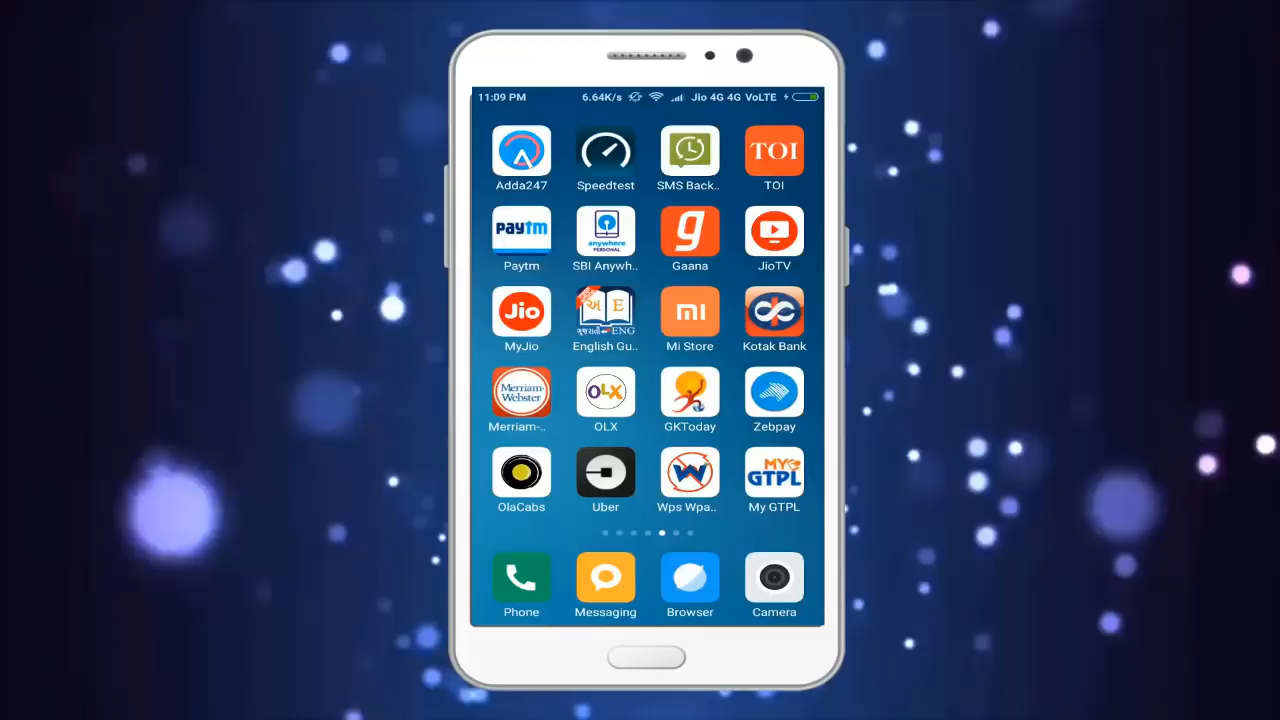 11:09 PM 6.64K/s Jio 4G 4G VoLTE
TOI
Adda247 Speedtest SMS Back.. TOI
Paytm
anywhere
PERSONAL
g
Paytm SBI Anywh.. Gaana JioTV
Jio
અ E
ગુજરાતી ENG
mi
MyJio English Gu.. Mi Store Kotak Bank
Merriam-
Webster
OLX
Merriam-.. OLX GKToday Zebpay
W
MY
GTPL
OlaCabs Uber Wps Wpa.. My GTPL
Phone Messaging Browser Camera